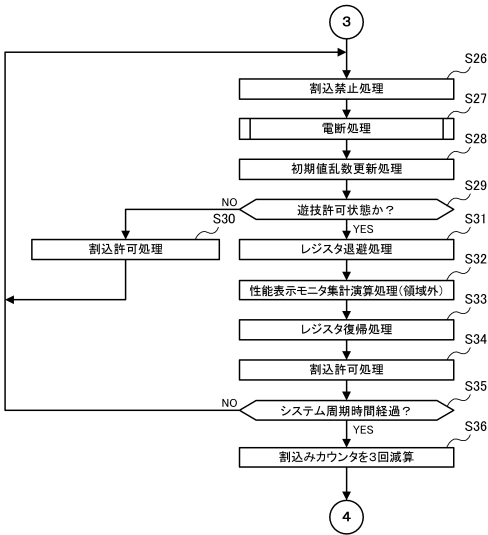 3
S26
割込禁止処理
S27
電断処理
S28
初期値乱数更新処理
S29
遊技許可状態か?
NO
YES
S30
割込許可処理
S31
レジスタ退避処理
S32
性能表示モニタ集計演算処理(領域外)
S33
レジスタ復帰処理
S34
割込許可処理
S35
システム周期時間経過?
NO
YES
S36
割込みカウンタを3回減算
4